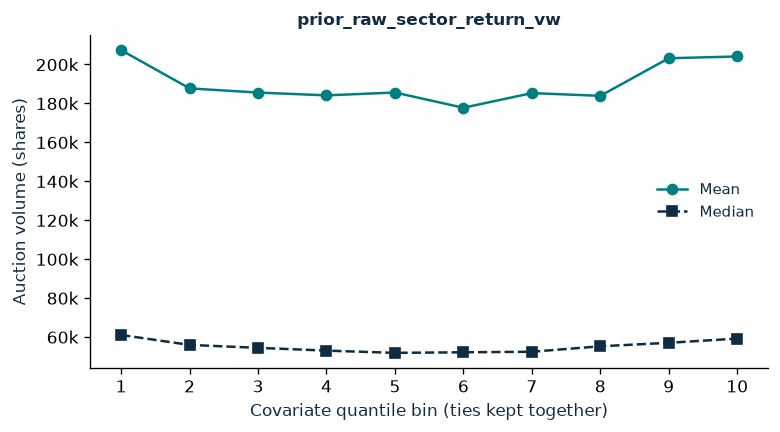 prior_raw_sector_return_vw
Auction volume (shares)
200k
180k
160k
140k
120k
100k
80k
60k
Mean
Median
1 2 3 4 5 6 7 8 9 10
Covariate quantile bin (ties kept together)